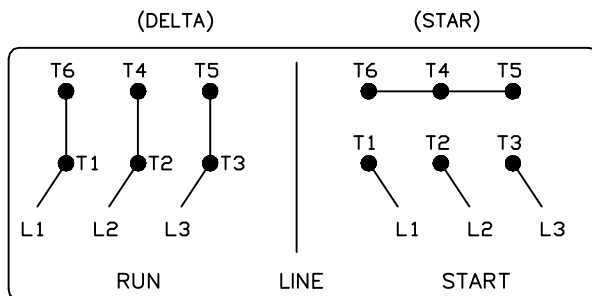 (DELTA) (STAR)
T6 T4 T5 T6 T4 T5
T1 T2 T3 T1 T2 T3
L1 L2 L3 L1 L2 L3
RUN LINE START